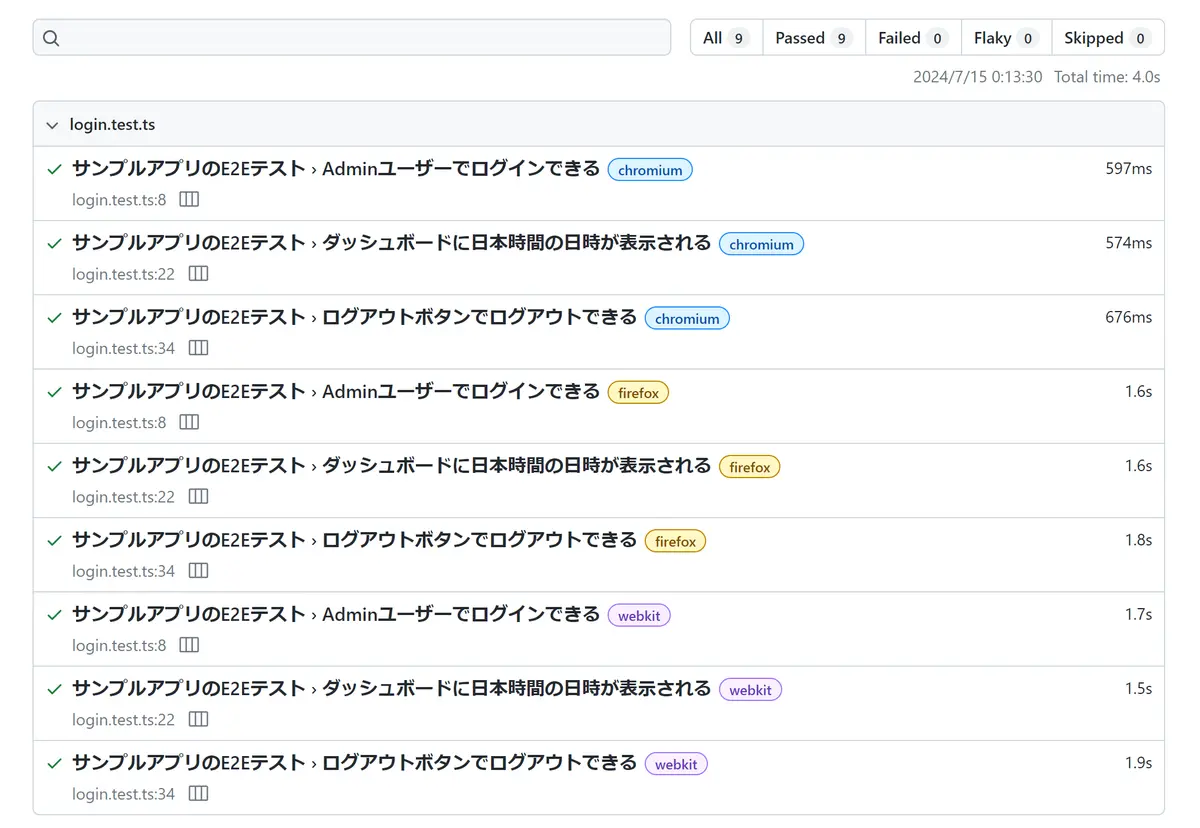 All 9 Passed 9 Failed 0 Flaky 0 Skipped 0
2024/7/15 0:13:30 Total time: 4.0s
login.test.ts
サンプルアプリのE2Eテスト › Adminユーザーでログインできる chromium 597ms
login.test.ts:8
サンプルアプリのE2Eテスト › ダッシュボードに日本時間の日時が表示される chromium 574ms
login.test.ts:22
サンプルアプリのE2Eテスト › ログアウトボタンでログアウトできる chromium 676ms
login.test.ts:34
サンプルアプリのE2Eテスト › Adminユーザーでログインできる firefox 1.6s
login.test.ts:8
サンプルアプリのE2Eテスト › ダッシュボードに日本時間の日時が表示される firefox 1.6s
login.test.ts:22
サンプルアプリのE2Eテスト › ログアウトボタンでログアウトできる firefox 1.8s
login.test.ts:34
サンプルアプリのE2Eテスト › Adminユーザーでログインできる webkit 1.7s
login.test.ts:8
サンプルアプリのE2Eテスト › ダッシュボードに日本時間の日時が表示される webkit 1.5s
login.test.ts:22
サンプルアプリのE2Eテスト › ログアウトボタンでログアウトできる webkit 1.9s
login.test.ts:34